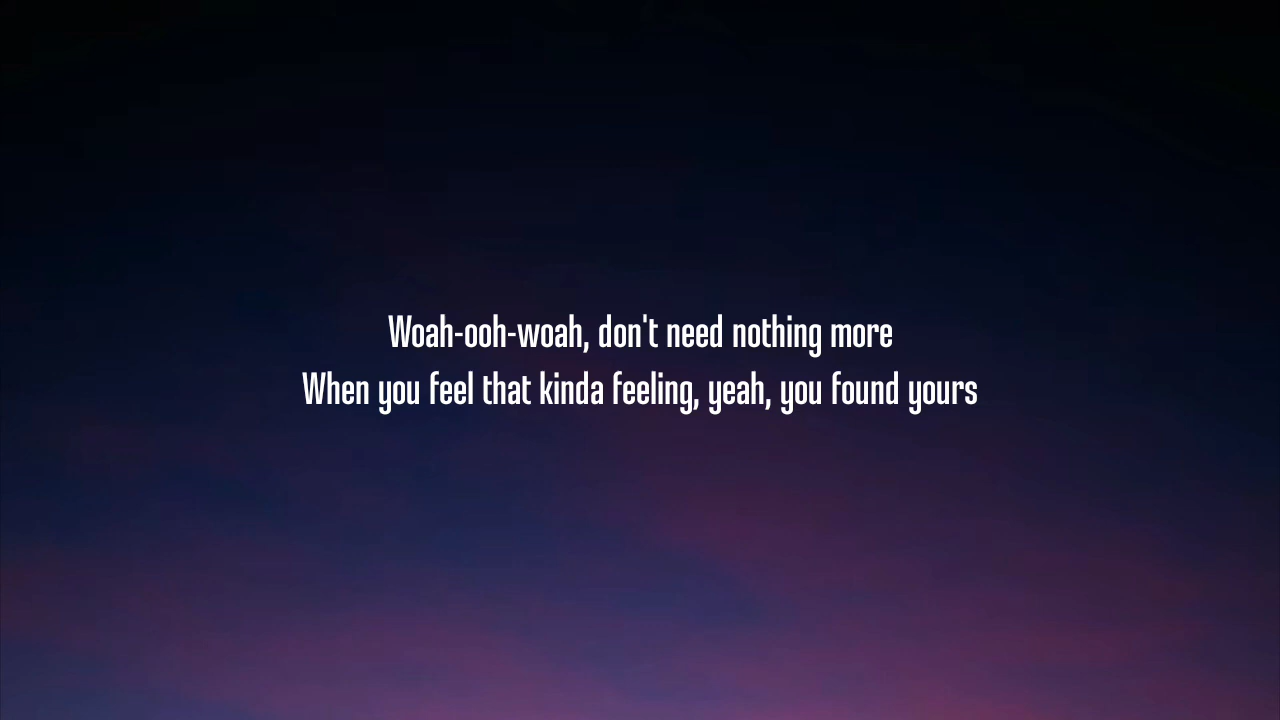 Woah-ooh-woah, don't need nothing more
When you feel that kinda feeling, yeah, you found yours